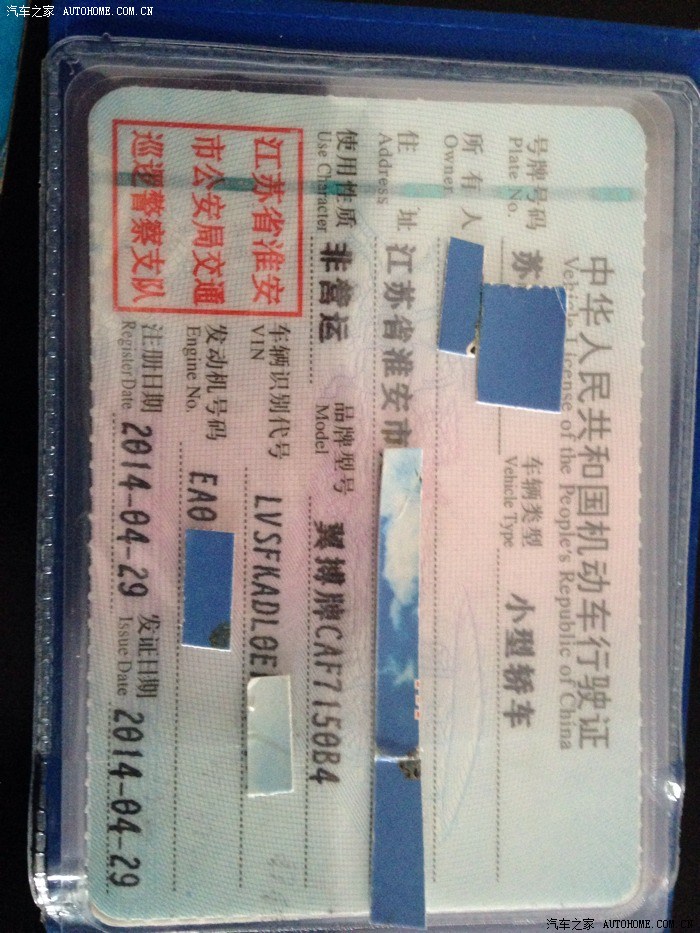 汽车之家 AUTOHOME.COM.CN
中华人民共和国机动车行驶证
Vehicle License of the People's Republic of China
号牌号码 苏 车辆类型 小型轿车
Plate No. Vehicle Type
所有人
Owner
住址 江苏省淮安市
Address
使用性质 非营运 品牌型号 翼搏牌CAF7150B4
Use Character Model
江苏省淮安
市公安局交通
巡逻警察支队
车辆识别代号 LVSFKADL0E
VIN
发动机号码 EA0
Engine No.
注册日期 2014-04-29 发证日期 2014-04-29
Register Date Issue Date
汽车之家 AUTOHOME.COM.CN